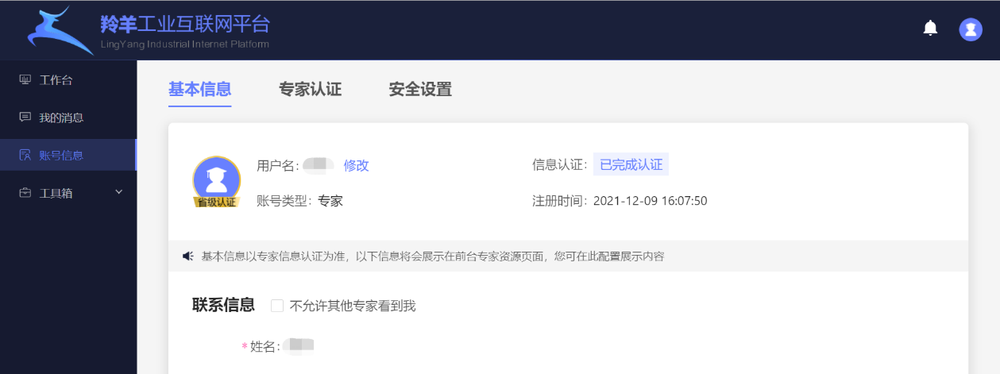 羚羊工业互联网平台
LingYang Industrial Internet Platform
工作台
我的消息
账号信息
工具箱
基本信息 专家认证 安全设置
用户名： 修改 信息认证： 已完成认证
省级认证
账号类型：专家 注册时间：2021-12-09 16:07:50
基本信息以专家信息认证为准，以下信息将会展示在前台专家资源页面，您可在此配置展示内容
联系信息 不允许其他专家看到我
*姓名：